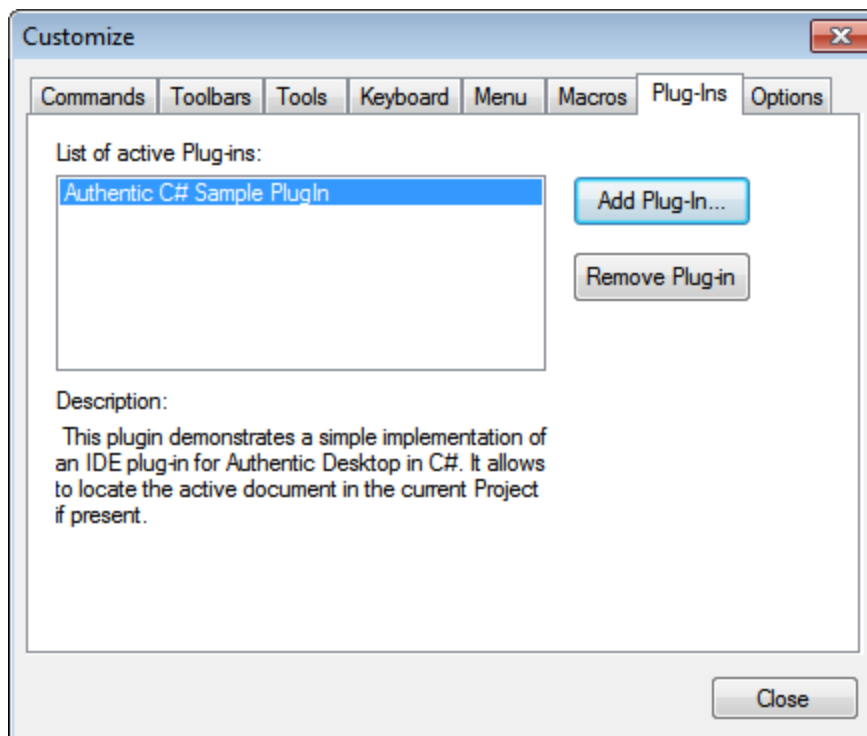 Customize
Commands Toolbars Tools Keyboard Menu Macros Plug-Ins Options
List of active Plug-ins:
Authentic C# Sample PlugIn
Add Plug-In...
Remove Plug-in
Description:
This plugin demonstrates a simple implementation of
an IDE plug-in for Authentic Desktop in C#. It allows
to locate the active document in the current Project
if present.
Close